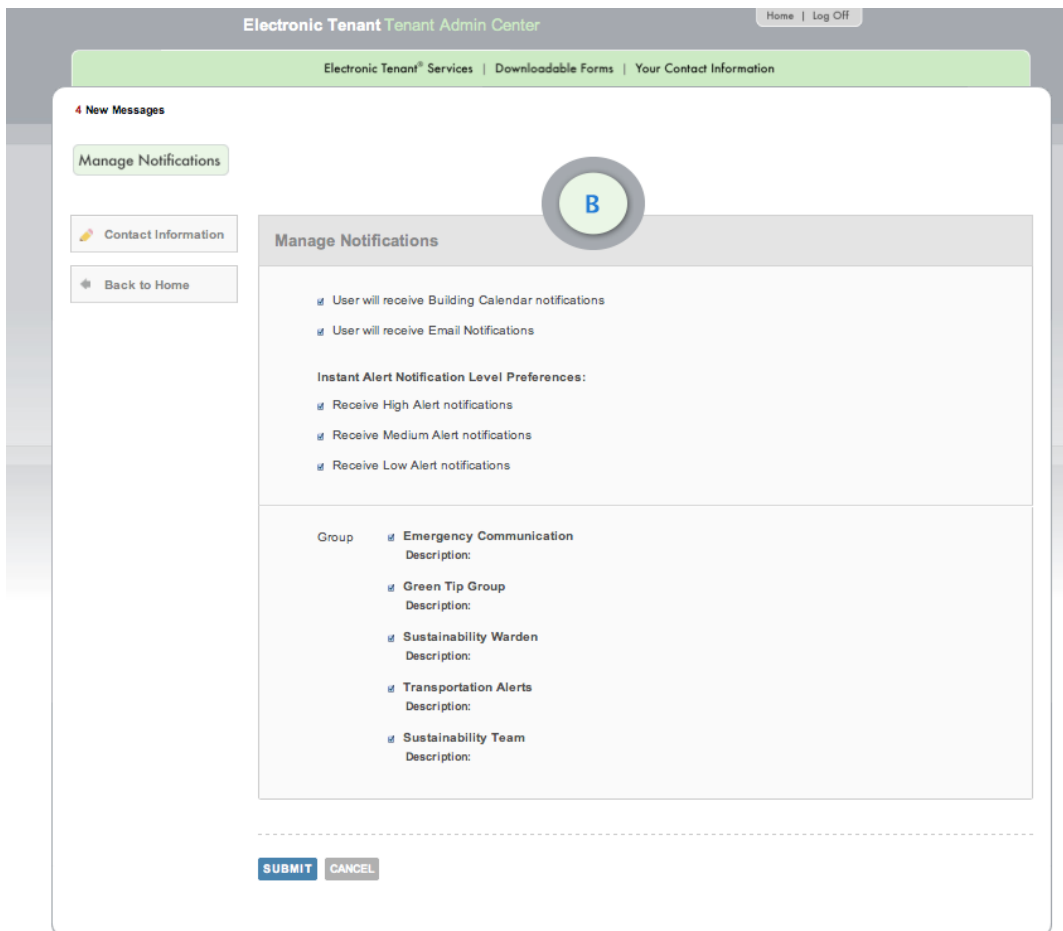 Electronic Tenant Tenant Admin Center
Home | Log Off
Electronic Tenant® Services | Downloadable Forms | Your Contact Information
4 New Messages
Manage Notifications
B
Contact Information
Manage Notifications
Back to Home
User will receive Building Calendar notifications
User will receive Email Notifications
Instant Alert Notification Level Preferences:
Receive High Alert notifications
Receive Medium Alert notifications
Receive Low Alert notifications
Group Emergency Communication
Description:
Green Tip Group
Description:
Sustainability Warden
Description:
Transportation Alerts
Description:
Sustainability Team
Description:
SUBMIT CANCEL